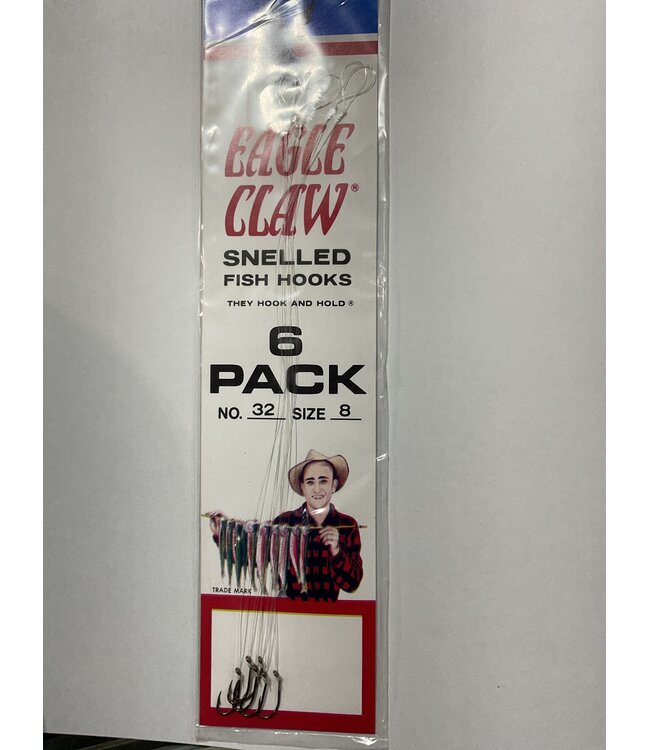 EAGLE
CLAW®
SNELLED
FISH HOOKS
THEY HOOK AND HOLD®
6
PACK
NO. 32 SIZE 8
TRADE MARK